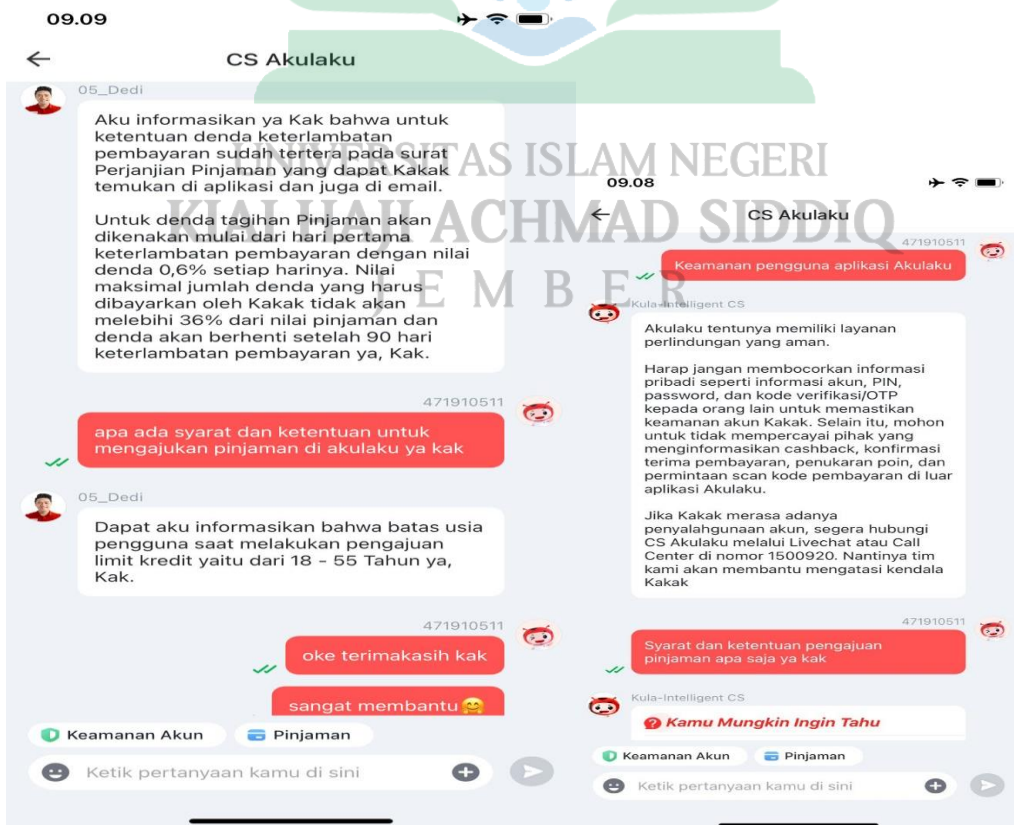 09.09
CS Akulaku
05_Dedi
Aku informasikan ya Kak bahwa untuk
ketentuan denda keterlambatan
pembayaran sudah tertera pada surat
Perjanjian Pinjaman yang dapat Kakak
temukan di aplikasi dan juga di email.
Untuk denda tagihan Pinjaman akan
dikenakan mulai dari hari pertama
keterlambatan pembayaran dengan nilai
denda 0,6% setiap harinya. Nilai
maksimal jumlah denda yang harus
dibayarkan oleh Kakak tidak akan
melebihi 36% dari nilai pinjaman dan
denda akan berhenti setelah 90 hari
keterlambatan pembayaran ya, Kak.
471910511
apa ada syarat dan ketentuan untuk
mengajukan pinjaman di akulaku ya kak
05_Dedi
Dapat aku informasikan bahwa batas usia
pengguna saat melakukan pengajuan
limit kredit yaitu dari 18 - 55 Tahun ya,
Kak.
471910511
oke terimakasih kak
sangat membantu🤗
Keamanan Akun
Pinjaman
Ketik pertanyaan kamu di sini
UNIVERSITAS ISLAM NEGERI
KIAI HAJI ACHMAD SIDDIQ
JEMBER
09.08
CS Akulaku
471910511
Keamanan pengguna aplikasi Akulaku
Kula-Intelligent CS
Akulaku tentunya memiliki layanan
perlindungan yang aman.
Harap jangan membocorkan informasi
pribadi seperti informasi akun, PIN,
password, dan kode verifikasi/OTP
kepada orang lain untuk memastikan
keamanan akun Kakak. Selain itu, mohon
untuk tidak mempercayai pihak yang
menginformasikan cashback, konfirmasi
terima pembayaran, penukaran poin, dan
permintaan scan kode pembayaran di luar
aplikasi Akulaku.
Jika Kakak merasa adanya
penyalahgunaan akun, segera hubungi
CS Akulaku melalui Livechat atau Call
Center di nomor 1500920. Nantinya tim
kami akan membantu mengatasi kendala
Kakak
471910511
Syarat dan ketentuan pengajuan
pinjaman apa saja ya kak
Kula-Intelligent CS
Kamu Mungkin Ingin Tahu
Keamanan Akun
Pinjaman
Ketik pertanyaan kamu di sini